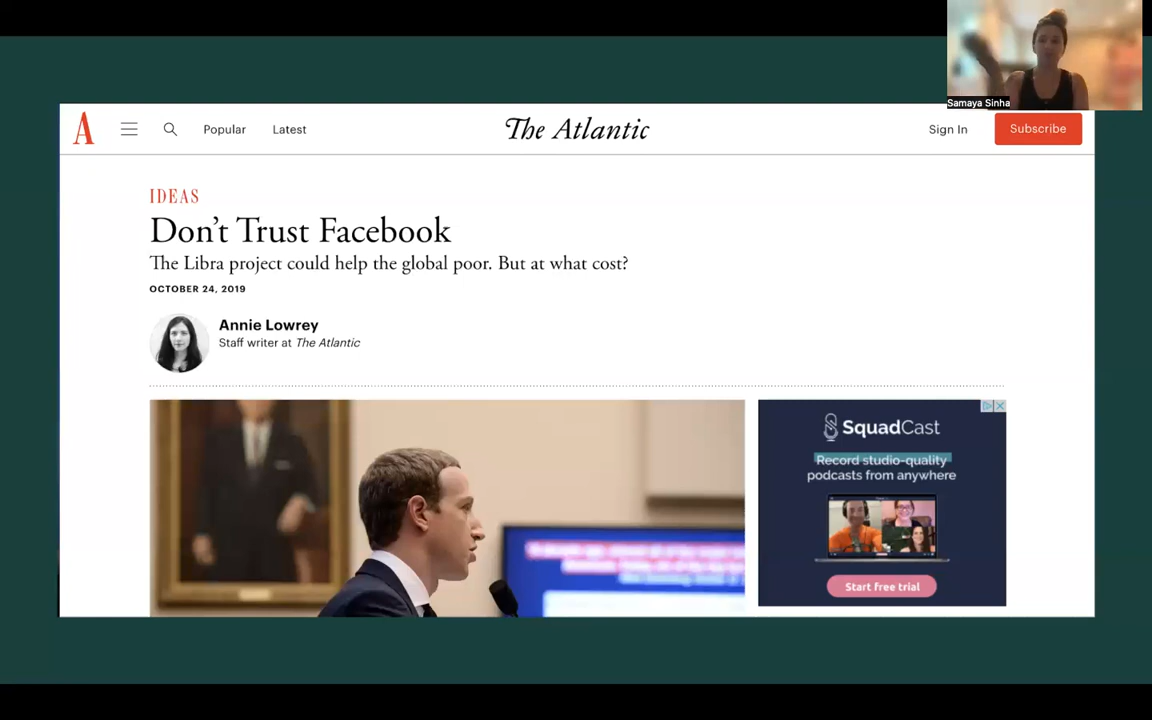 Samaya Sinha
A
Popular
Latest
The Atlantic
Sign In
Subscribe
IDEAS
Don't Trust Facebook
The Libra project could help the global poor. But at what cost?
OCTOBER 24, 2019
Annie Lowrey
Staff writer at The Atlantic
SquadCast
Record studio-quality
podcasts from anywhere
Start free trial